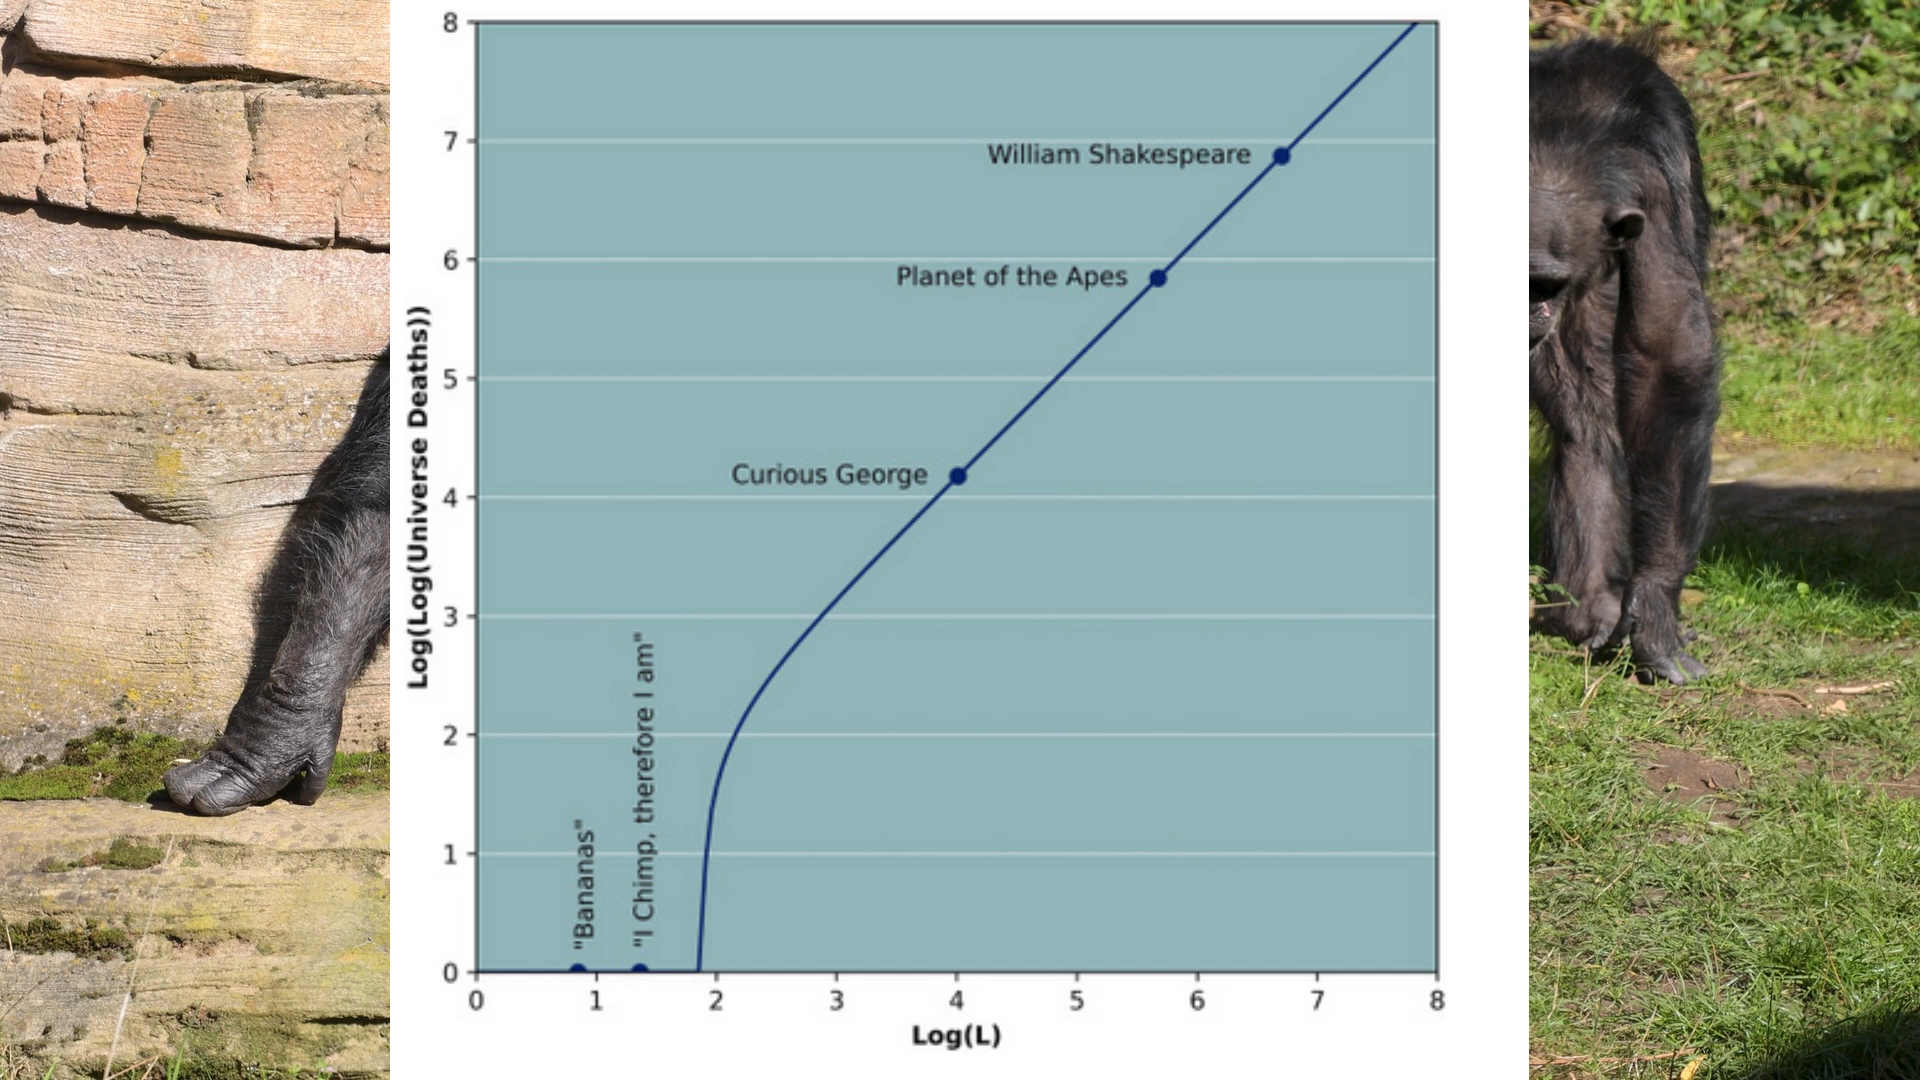 8
7
6
5
4
3
2
1
0
Log(Log(Universe Deaths))
William Shakespeare
Planet of the Apes
Curious George
"I Chimp, therefore I am"
"Bananas"
0 1 2 3 4 5 6 7 8
Log(L)